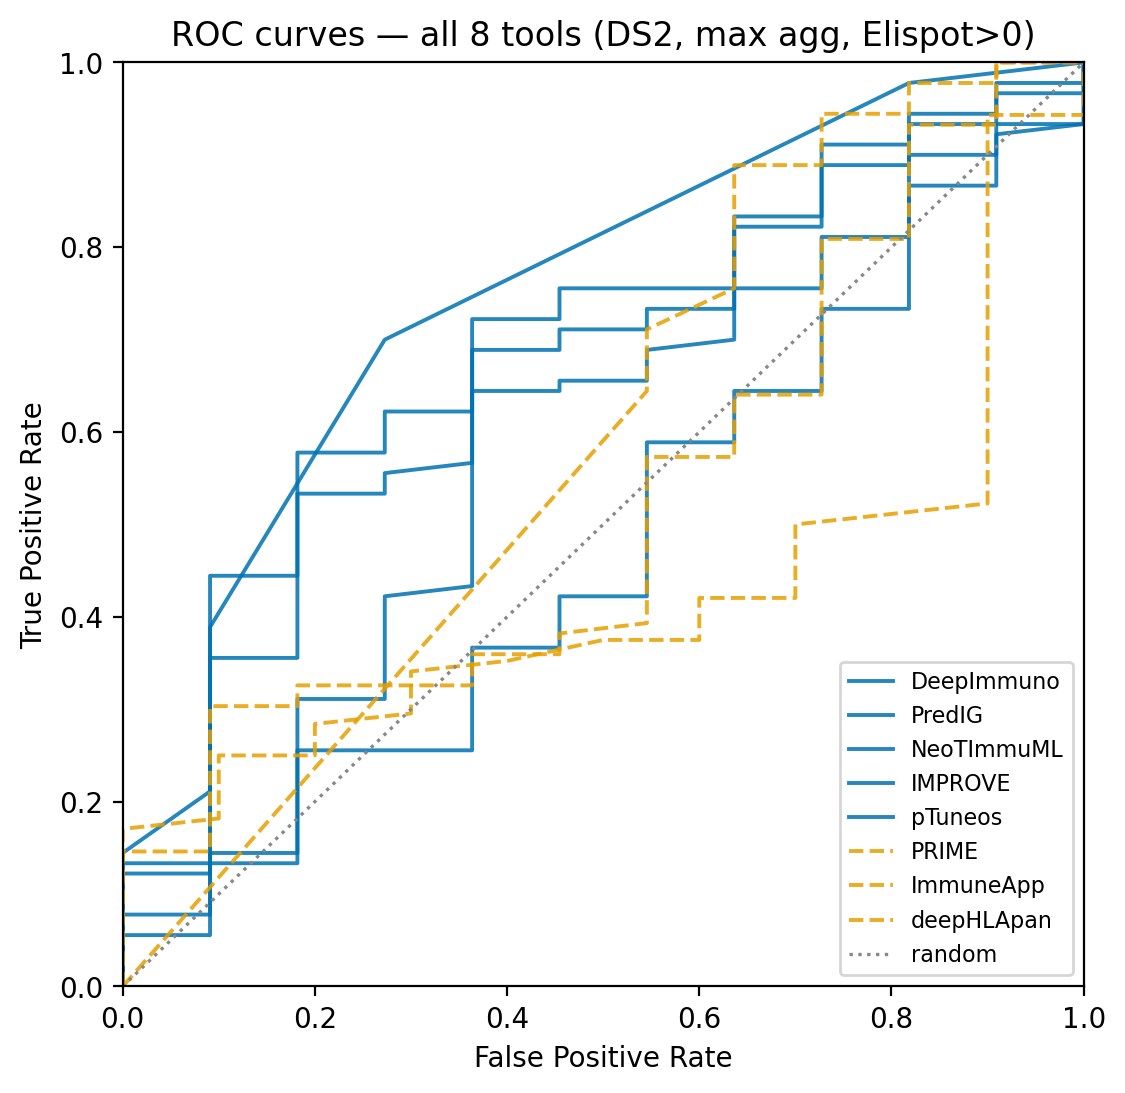 ROC curves — all 8 tools (DS2, max agg, Elispot>0)
True Positive Rate
1.0
0.8
0.6
0.4
0.2
0.0
0.0 0.2 0.4 0.6 0.8 1.0
False Positive Rate
DeepImmuno
PredIG
NeoTImmuML
IMPROVE
pTuneos
PRIME
ImmuneApp
deepHLApan
random